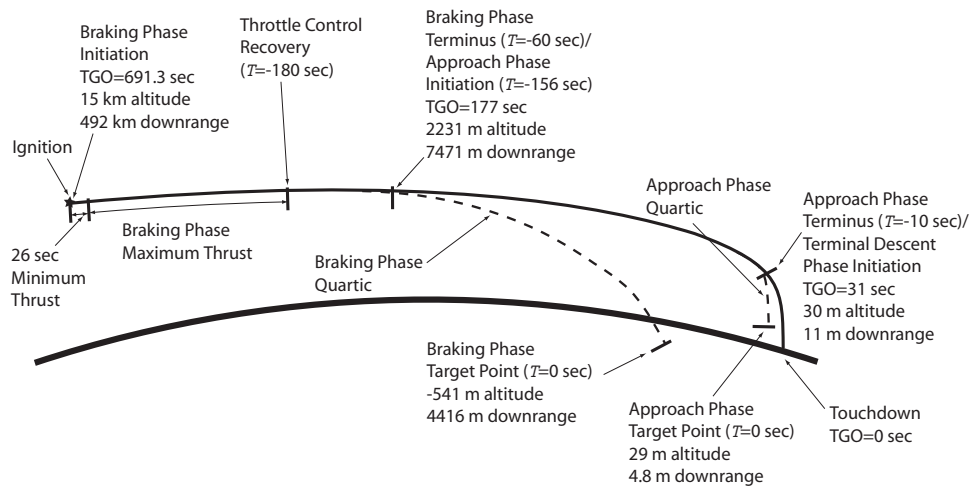 Braking Phase
Initiation
TGO=691.3 sec
15 km altitude
492 km downrange
Throttle Control
Recovery
(T=-180 sec)
Braking Phase
Terminus (T=-60 sec)/
Approach Phase
Initiation (T=-156 sec)
TGO=177 sec
2231 m altitude
7471 m downrange
Ignition
26 sec
Minimum
Thrust
Braking Phase
Maximum Thrust
Braking Phase
Quartic
Approach Phase
Quartic
Approach Phase
Terminus (T=-10 sec)/
Terminal Descent
Phase Initiation
TGO=31 sec
30 m altitude
11 m downrange
Braking Phase
Target Point (T=0 sec)
-541 m altitude
4416 m downrange
Approach Phase
Target Point (T=0 sec)
29 m altitude
4.8 m downrange
Touchdown
TGO=0 sec